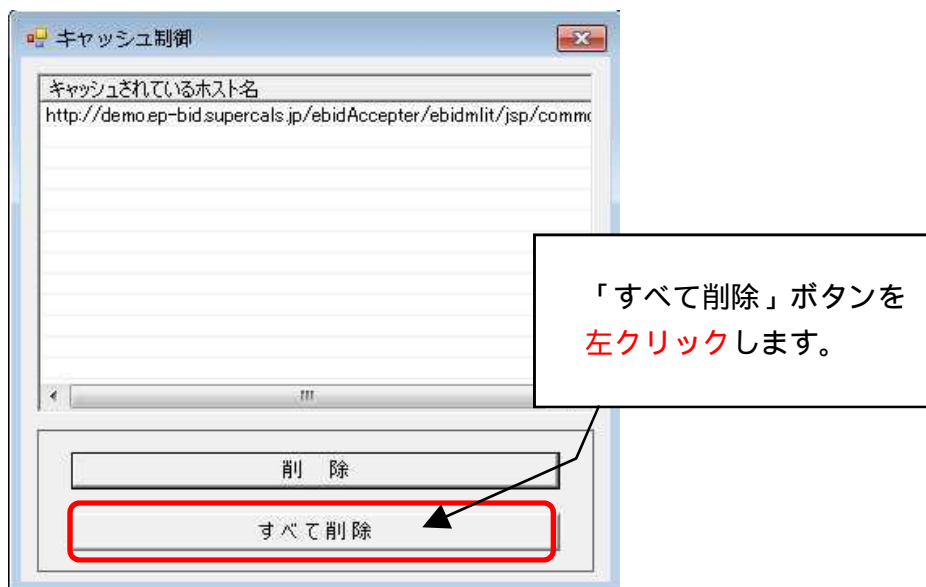 キャッシュ制御
キャッシュされているホスト名
http://demo.ep-bid.supercals.jp/ebidAccepter/ebidmlit/jsp/commo
「すべて削除」ボタンを
左クリックします。
削 除
すべて削除